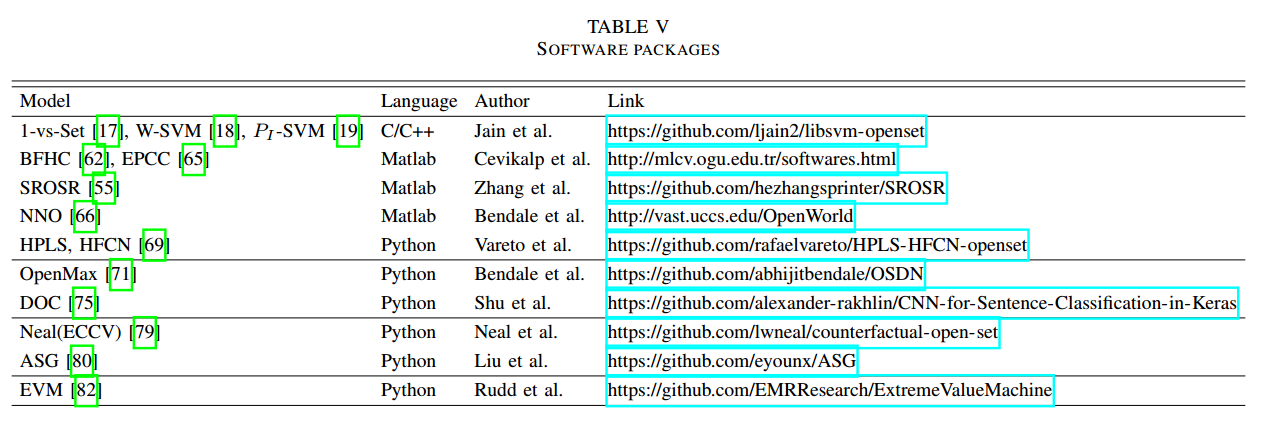 TABLE V
SOFTWARE PACKAGES
Model Language Author Link
1-vs-Set [17], W-SVM [18], P_I-SVM [19] C/C++ Jain et al. https://github.com/ljain2/libsvm-openset
BFHC [62], EPCC [65] Matlab Cevikalp et al. http://mlcv.ogu.edu.tr/softwares.html
SROSR [55] Matlab Zhang et al. https://github.com/hezhangsprinter/SROSR
NNO [66] Matlab Bendale et al. http://vast.uccs.edu/OpenWorld
HPLS, HFCN [69] Python Vareto et al. https://github.com/rafaelvareto/HPLS-HFCN-openset
OpenMax [71] Python Bendale et al. https://github.com/abhijitbendale/OSDN
DOC [75] Python Shu et al. https://github.com/alexander-rakhlin/CNN-for-Sentence-Classification-in-Keras
Neal(ECCV) [79] Python Neal et al. https://github.com/lwneal/counterfactual-open-set
ASG [80] Python Liu et al. https://github.com/eyounx/ASG
EVM [82] Python Rudd et al. https://github.com/EMRResearch/ExtremeValueMachine